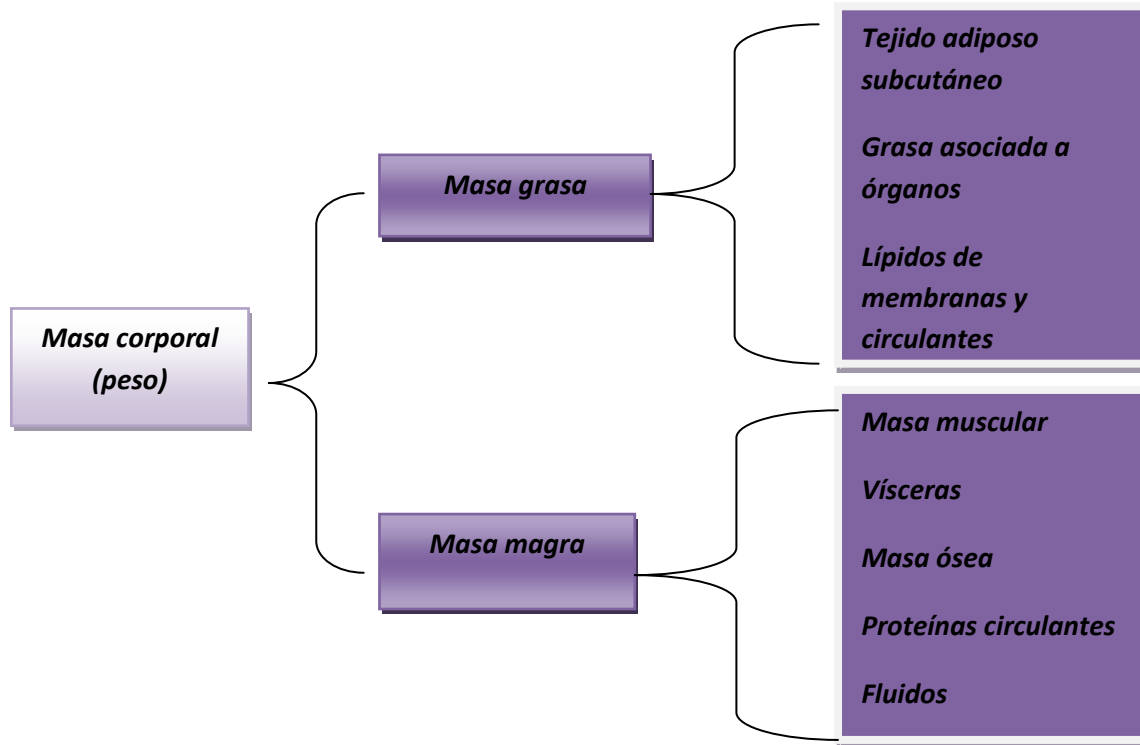 Masa corporal
(peso)
Masa grasa
Tejido adiposo
subcutáneo
Grasa asociada a
órganos
Lípidos de
membranas y
circulantes
Masa magra
Masa muscular
Vísceras
Masa ósea
Proteínas circulantes
Fluidos